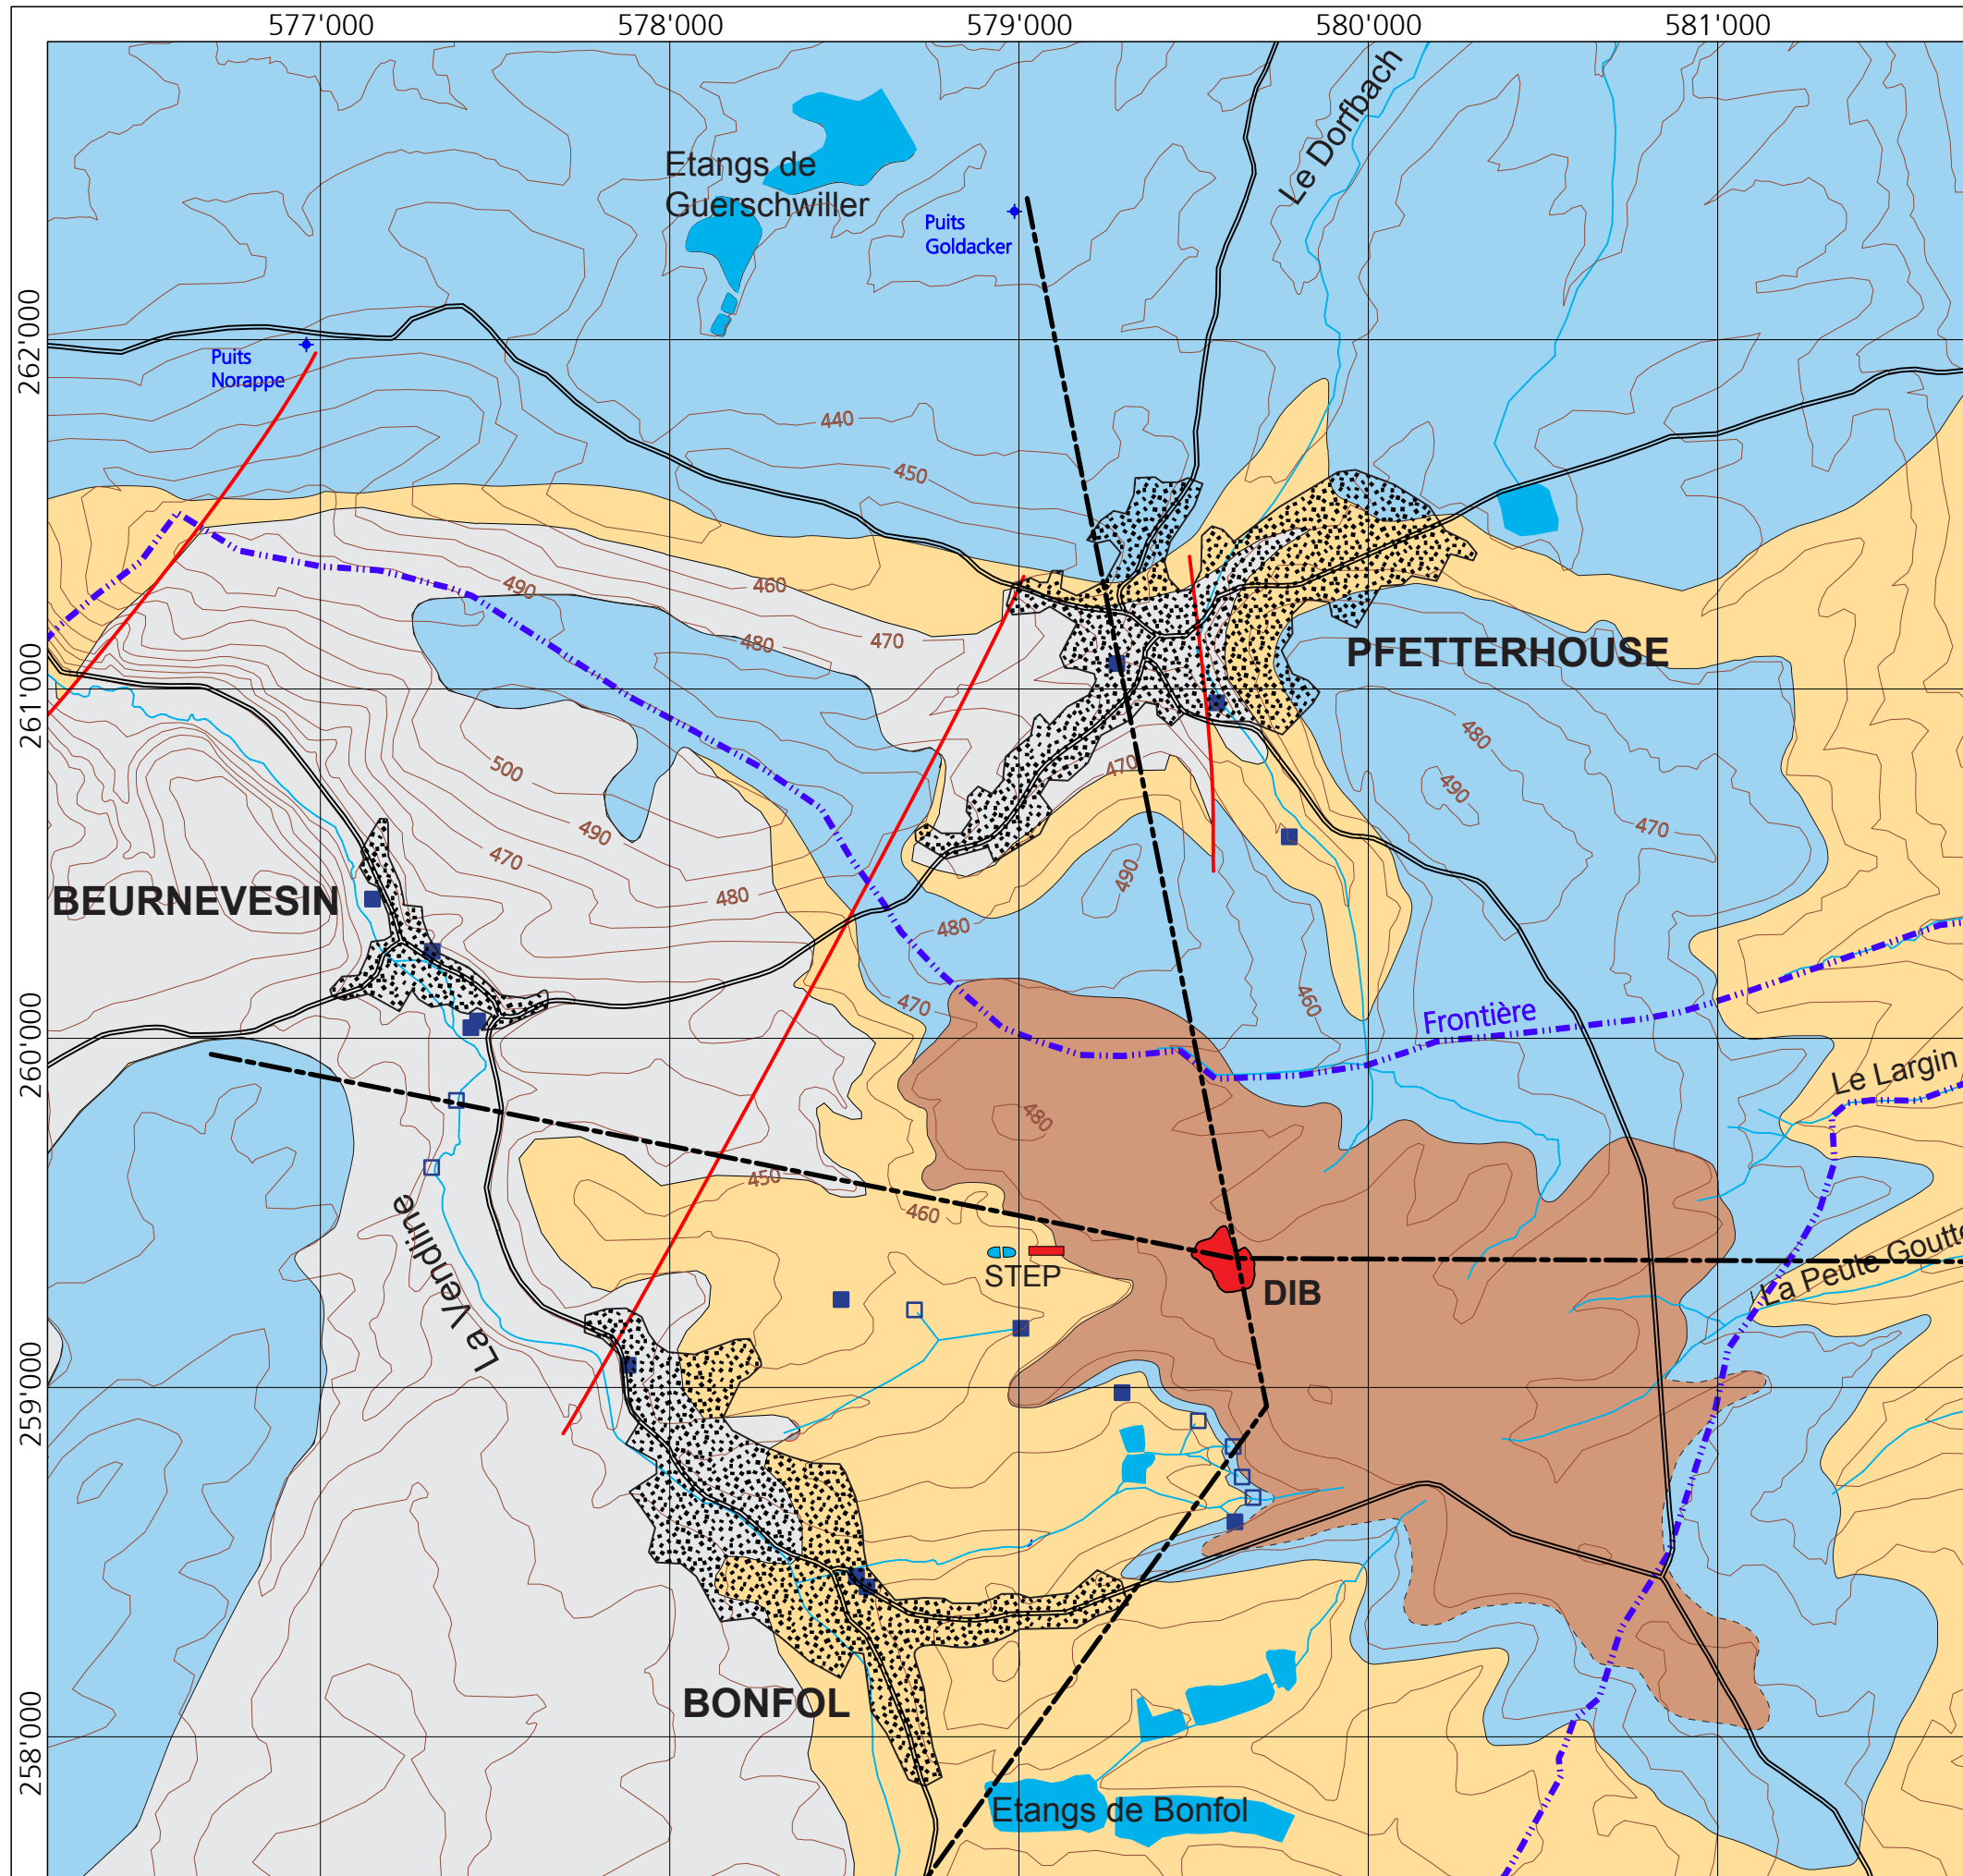 577'000
578'000
579'000
580'000
581'000
Le Dorfbach
Etangs de
Guerschwiller
Puits
Goldacker
262'000
Puits
Norappe
440
450
490
460
480
470
PFETTERHOUSE
261'000
480
470
500
490
490
470
490
470
BEURNEVESIN
480
480
470
460
Frontière
260'000
Le Largin
480
450
460
La Vendline
STEP
DIB
La Peute Goutte
259'000
BONFOL
258'000
Etangs de Bonfol